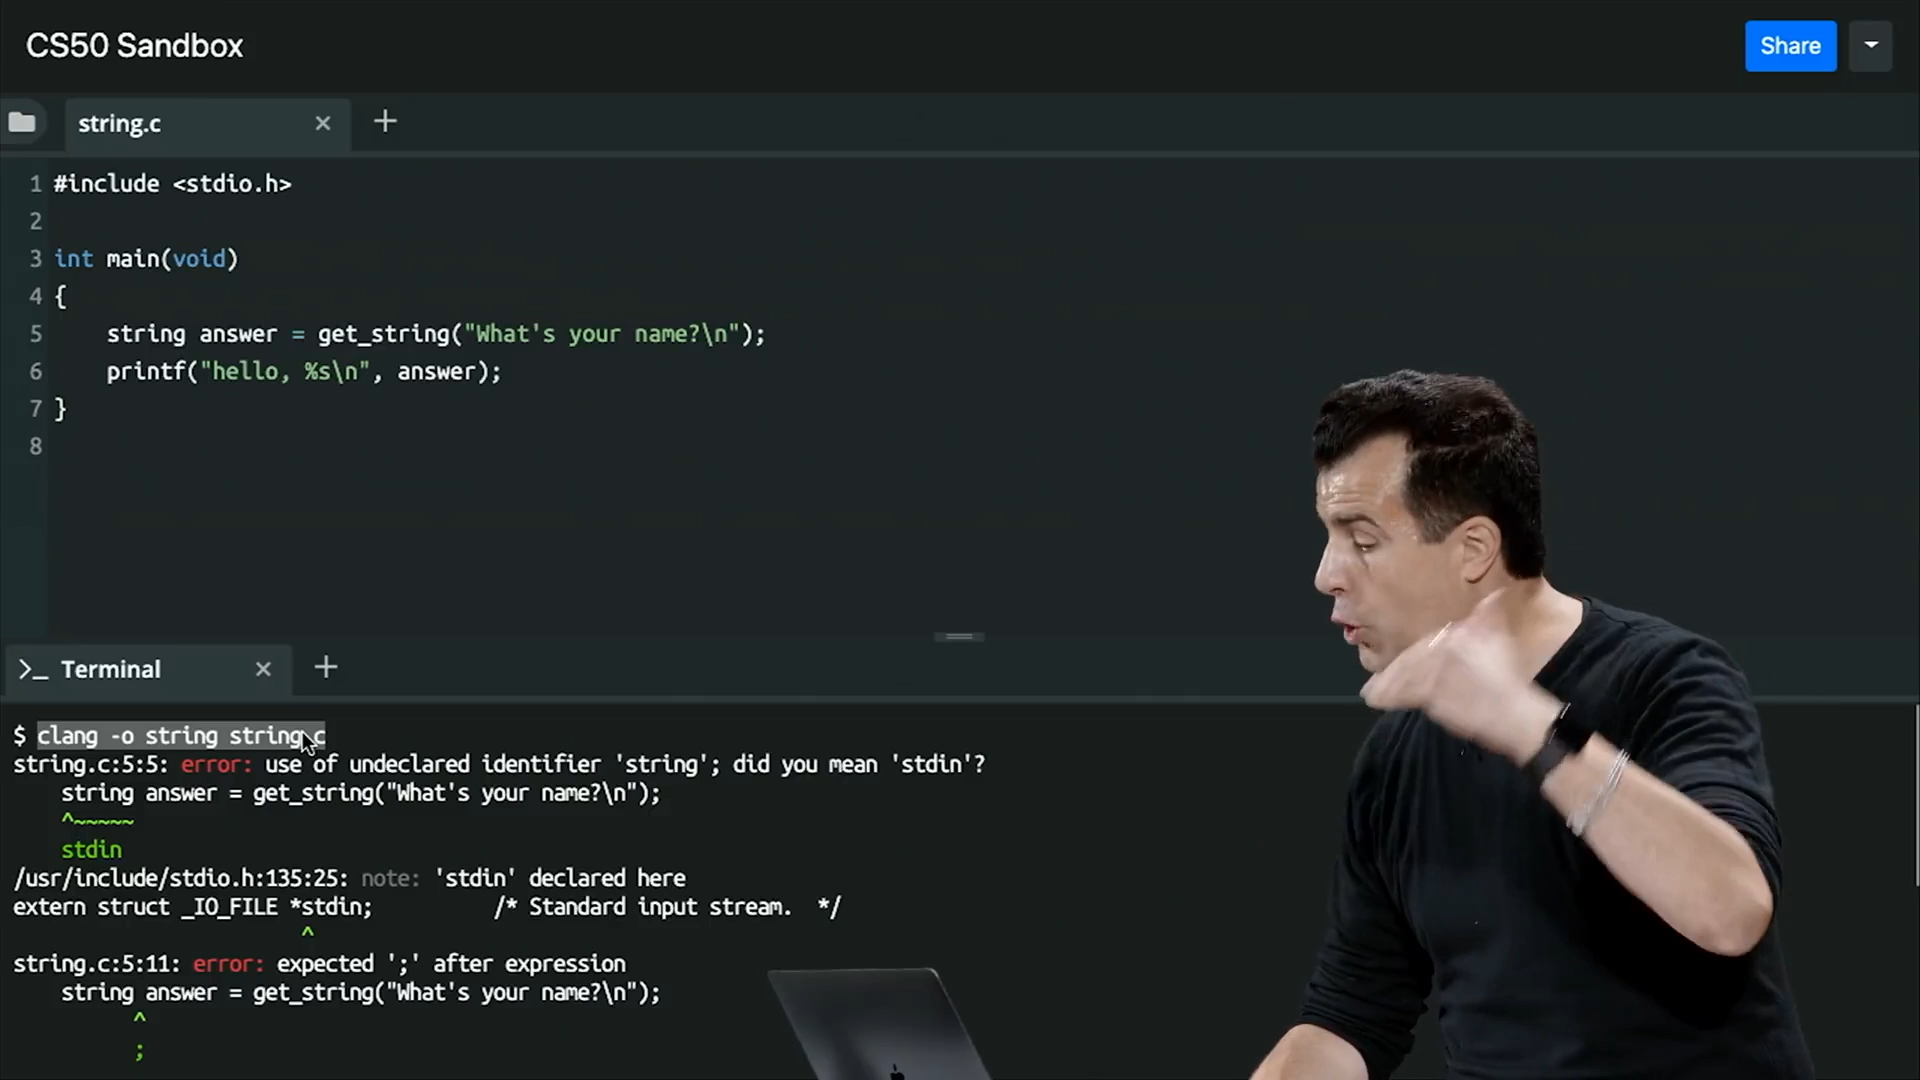 CS50 Sandbox
Share
string.c
1 #include <stdio.h>
2
3 int main(void)
4 {
5     string answer = get_string("What's your name?\n");
6     printf("hello, %s\n", answer);
7 }
8
>_ Terminal
$ clang -o string string.c
string.c:5:5: error: use of undeclared identifier 'string'; did you mean 'stdin'?
    string answer = get_string("What's your name?\n");
    ^~~~~~
    stdin
/usr/include/stdio.h:135:25: note: 'stdin' declared here
extern struct _IO_FILE *stdin;          /* Standard input stream.  */
                        ^
string.c:5:11: error: expected ';' after expression
    string answer = get_string("What's your name?\n");
          ^
          ;